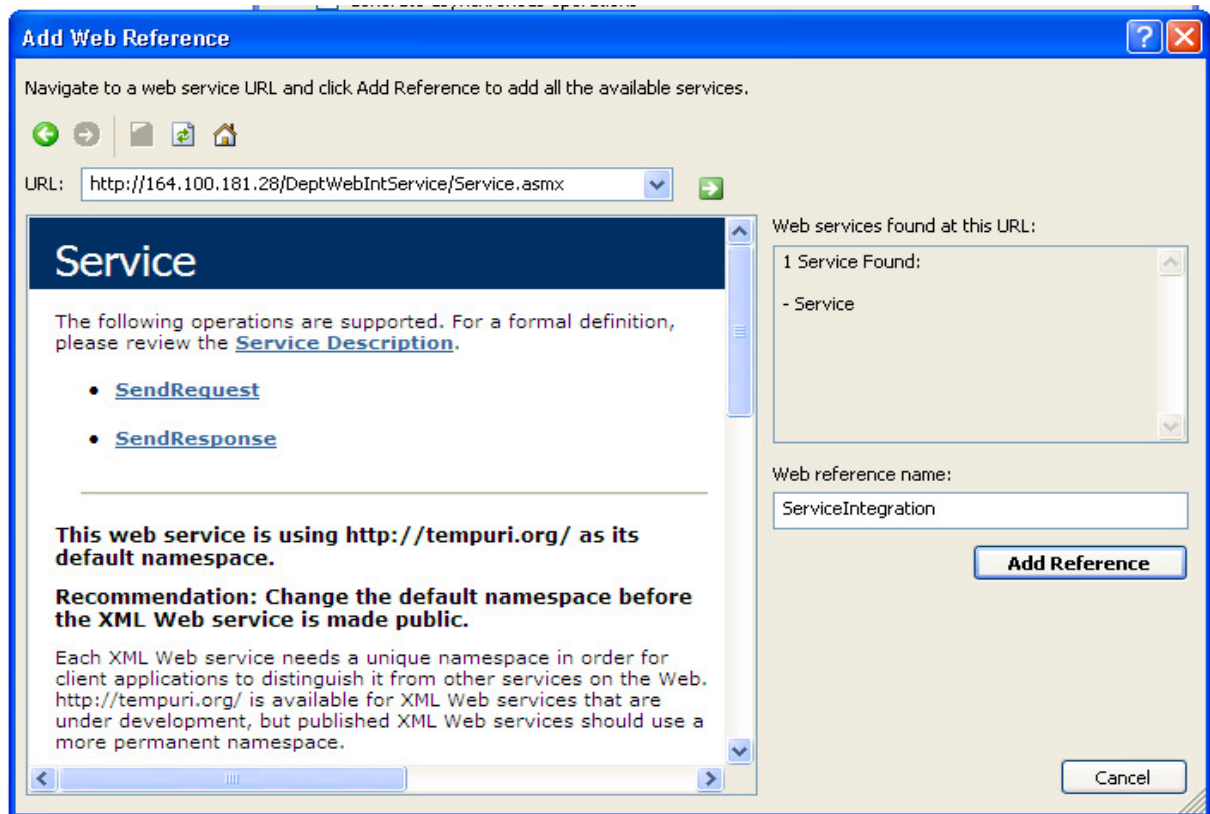 Generate asynchronous operations
Add Web Reference
Navigate to a web service URL and click Add Reference to add all the available services.
URL: http://164.100.181.28/DeptWebIntService/Service.asmx
Service
The following operations are supported. For a formal definition,
please review the Service Description.
• SendRequest
• SendResponse
This web service is using http://tempuri.org/ as its
default namespace.
Recommendation: Change the default namespace before
the XML Web service is made public.
Each XML Web service needs a unique namespace in order for
client applications to distinguish it from other services on the Web.
http://tempuri.org/ is available for XML Web services that are
under development, but published XML Web services should use a
more permanent namespace.
Web services found at this URL:
1 Service Found:
- Service
Web reference name:
ServiceIntegration
Add Reference
Cancel